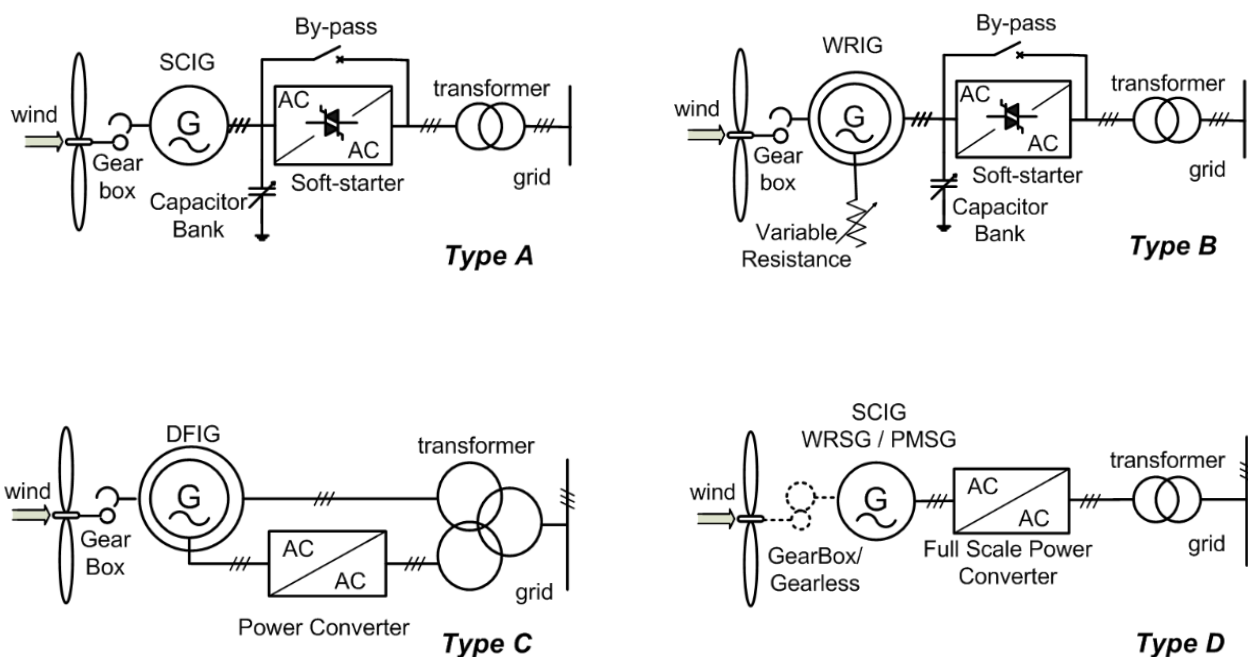 By-pass
SCIG
transformer
wind
AC
G
AC
Gear
box
Soft-starter
grid
Capacitor
Bank
Type A
By-pass
WRIG
transformer
wind
AC
G
AC
Gear
box
Soft-starter
grid
Variable
Resistance
Capacitor
Bank
Type B
DFIG
transformer
wind
G
Gear
Box
AC
AC
grid
Power Converter
Type C
SCIG
WRSG / PMSG
transformer
wind
G
AC
AC
GearBox/
Gearless
Full Scale Power
Converter
grid
Type D